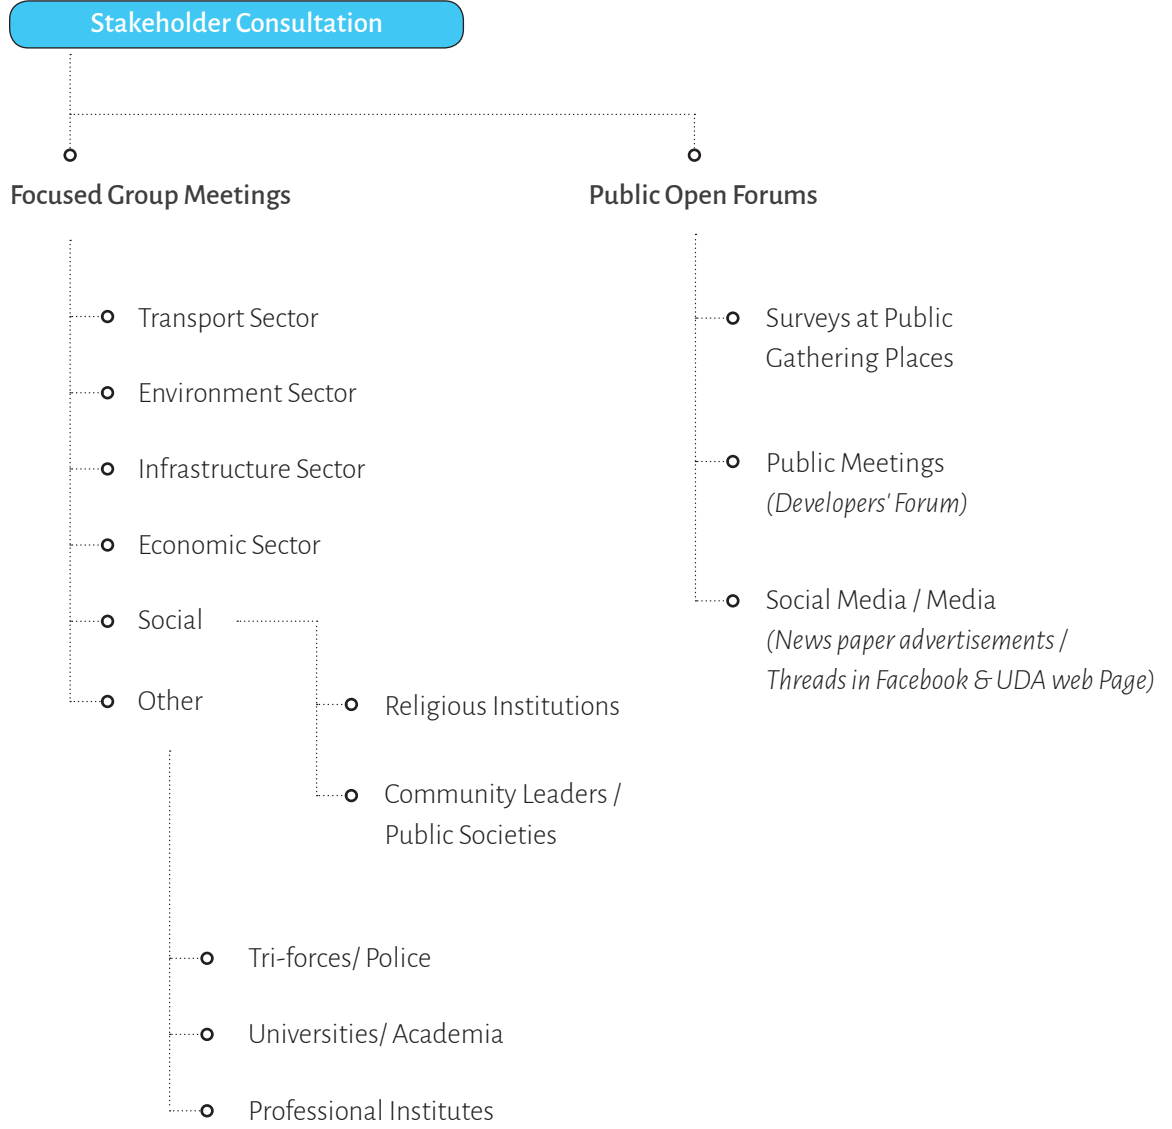 Stakeholder Consultation
Focused Group Meetings
Transport Sector
Environment Sector
Infrastructure Sector
Economic Sector
Social
Religious Institutions
Community Leaders /
Public Societies
Other
Tri-forces/ Police
Universities/ Academia
Professional Institutes
Public Open Forums
Surveys at Public
Gathering Places
Public Meetings
(Developers' Forum)
Social Media / Media
(News paper advertisements /
Threads in Facebook & UDA web Page)